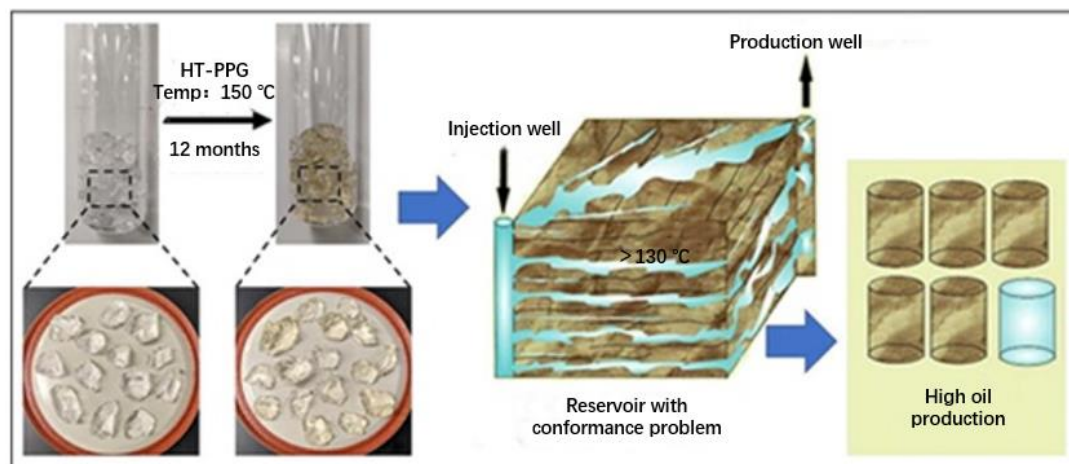 HT-PPG
Temp: 150 ℃
12 months
Injection well
Production well
＞130 ℃
Reservoir with
conformance problem
High oil
production